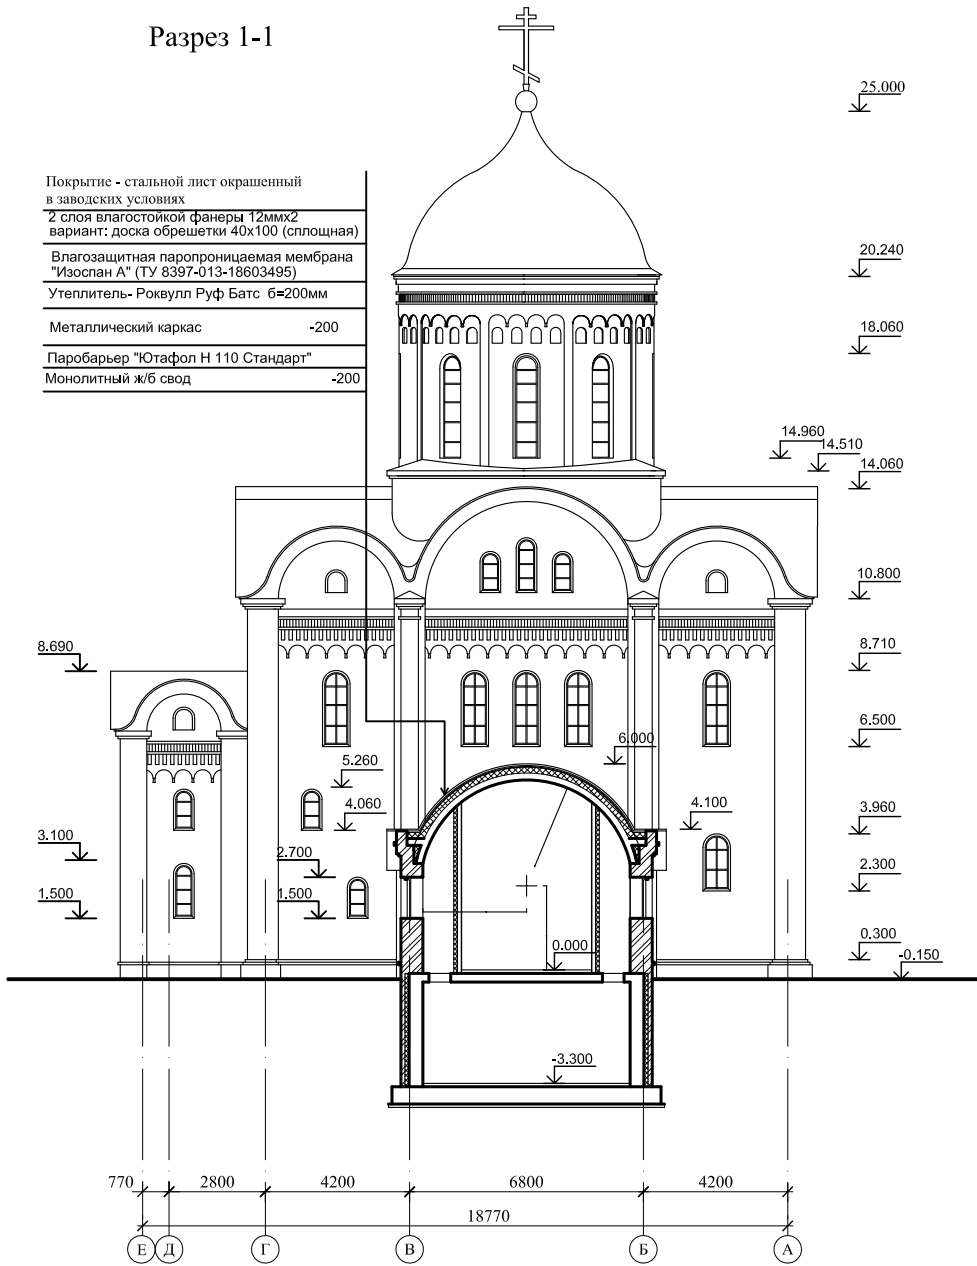 Разрез 1-1
25.000
Покрытие - стальной лист окрашенный
в заводских условиях
2 слоя влагостойкой фанеры 12ммх2
вариант: доска обрешетки 40х100 (сплошная)
Влагозащитная паропроницаемая мембрана
"Изоспан А" (ТУ 8397-013-18603495)
Утеплитель- Роквулл Руф Батс б=200мм
Металлический каркас -200
Паробарьер "Ютафол Н 110 Стандарт"
Монолитный ж/б свод -200
20.240
18.060
14.960
14.510
14.060
10.800
8.690
8.710
6.500
6.000
5.260
4.060
4.100
3.960
3.100
2.700
2.300
1.500
1.500
0.300
0.000
-0.150
-3.300
770 2800 4200 6800 4200
18770
Е Д Г В Б А